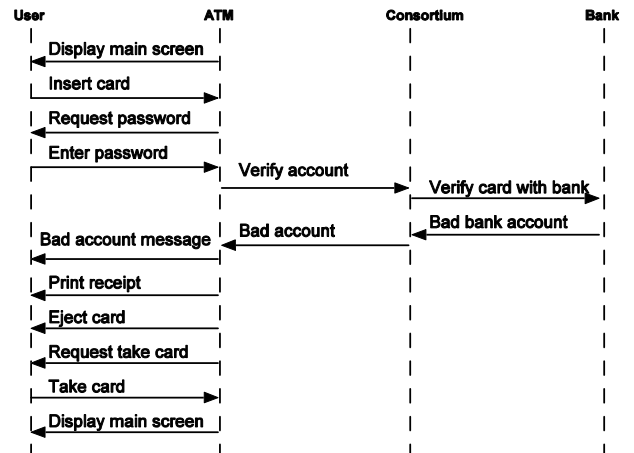 User ATM Consortium Bank
Display main screen
Insert card
Request password
Enter password
Verify account
Verify card with bank
Bad bank account
Bad account
Bad account message
Print receipt
Eject card
Request take card
Take card
Display main screen